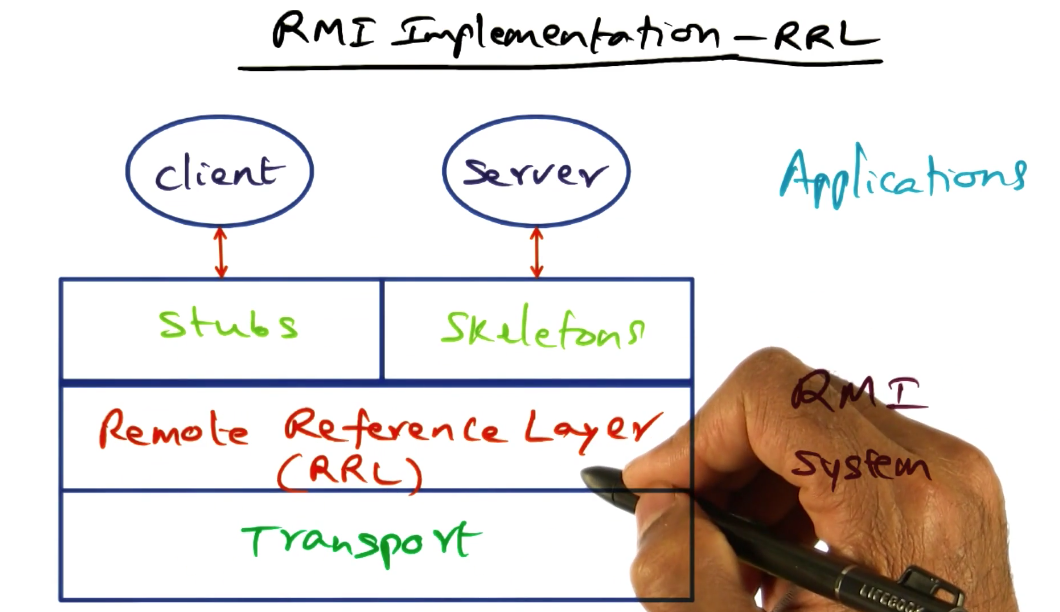 RMI Implementation - RRL
client
server
Applications
Stubs
Skeletons
RMI
system
Remote Reference Layer
(RRL)
Transport
LIFEBOOK